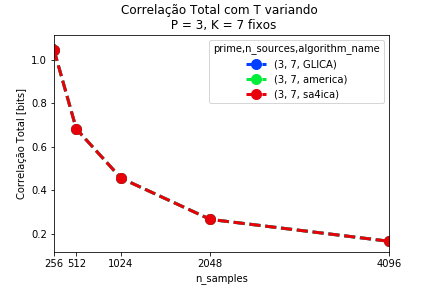 Correlação Total com T variando
P = 3, K = 7 fixos
prime,n_sources,algorithm_name
(3, 7, GLICA)
(3, 7, america)
(3, 7, sa4ica)
Correlação Total [bits]
1.0
0.8
0.6
0.4
0.2
256 512 1024 2048 4096
n_samples